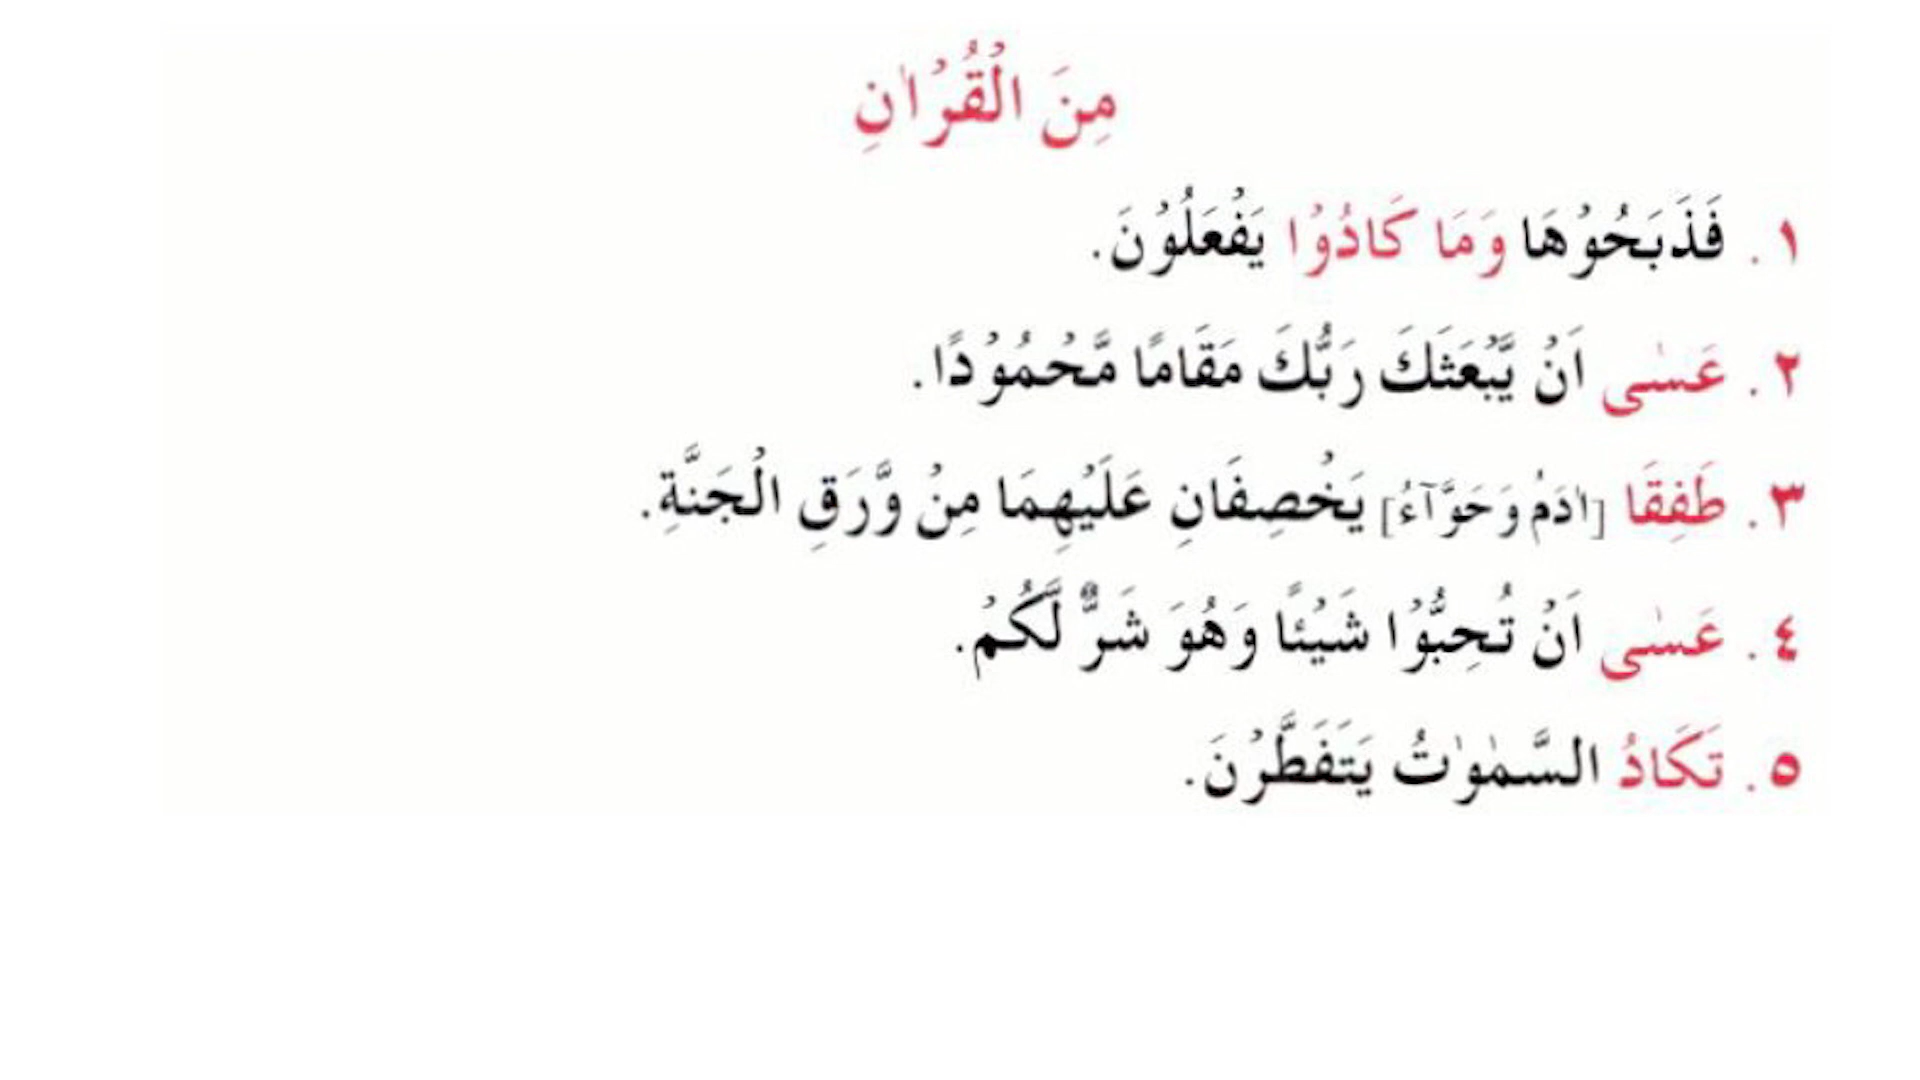 مِنَ الْقُرْاٰنِ
١. فَذَبَحُوْهَا وَمَا كَادُوْا يَفْعَلُوْنَ.
٢. عَسٰى اَنْ يَّبْعَثَكَ رَبُّكَ مَقَامًا مَّحْمُوْدًا.
٣. طَفِقَا [اٰدَمُ وَحَوَّآءُ] يَخْصِفَانِ عَلَيْهِمَا مِنْ وَّرَقِ الْجَنَّةِ.
٤. عَسٰى اَنْ تُحِبُّوْا شَيْئًا وَهُوَ شَرٌّ لَّكُمْ.
٥. تَكَادُ السَّمٰوٰتُ يَتَفَطَّرْنَ.